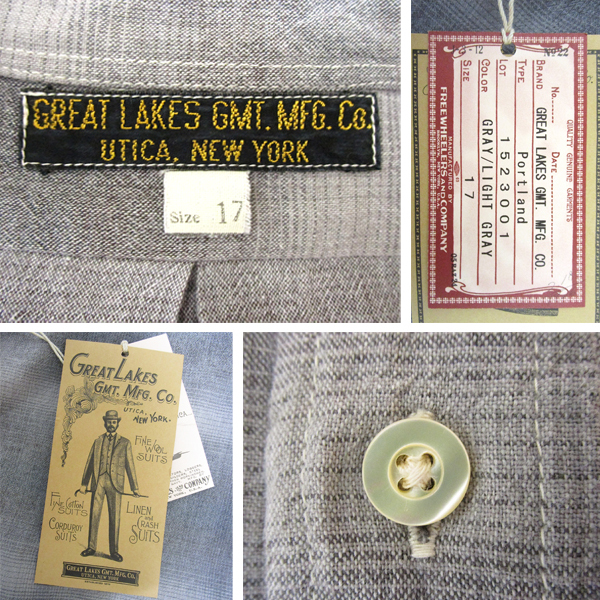 GREAT LAKES GMT. MFG. Co.
UTICA, NEW YORK
Size 17
QUALITY GENUINE GARMENTS
No. DATE
BRAND GREAT LAKES GMT. MFG. CO.
TYPE Portland
LOT 1523001
COLOR GRAY/LIGHT GRAY
SIZE 17
MANUFACTURED BY
FREEWHEELERS AND COMPANY
GREAT LAKES
GMT. MFG. CO.
UTICA,
NEW YORK.
FINE WOOL
SUITS
FINE COTTON
SUITS
CORDUROY
SUITS
LINEN
AND
CRASH
SUITS
GREAT LAKES GMT. MFG. CO.
UTICA, NEW YORK